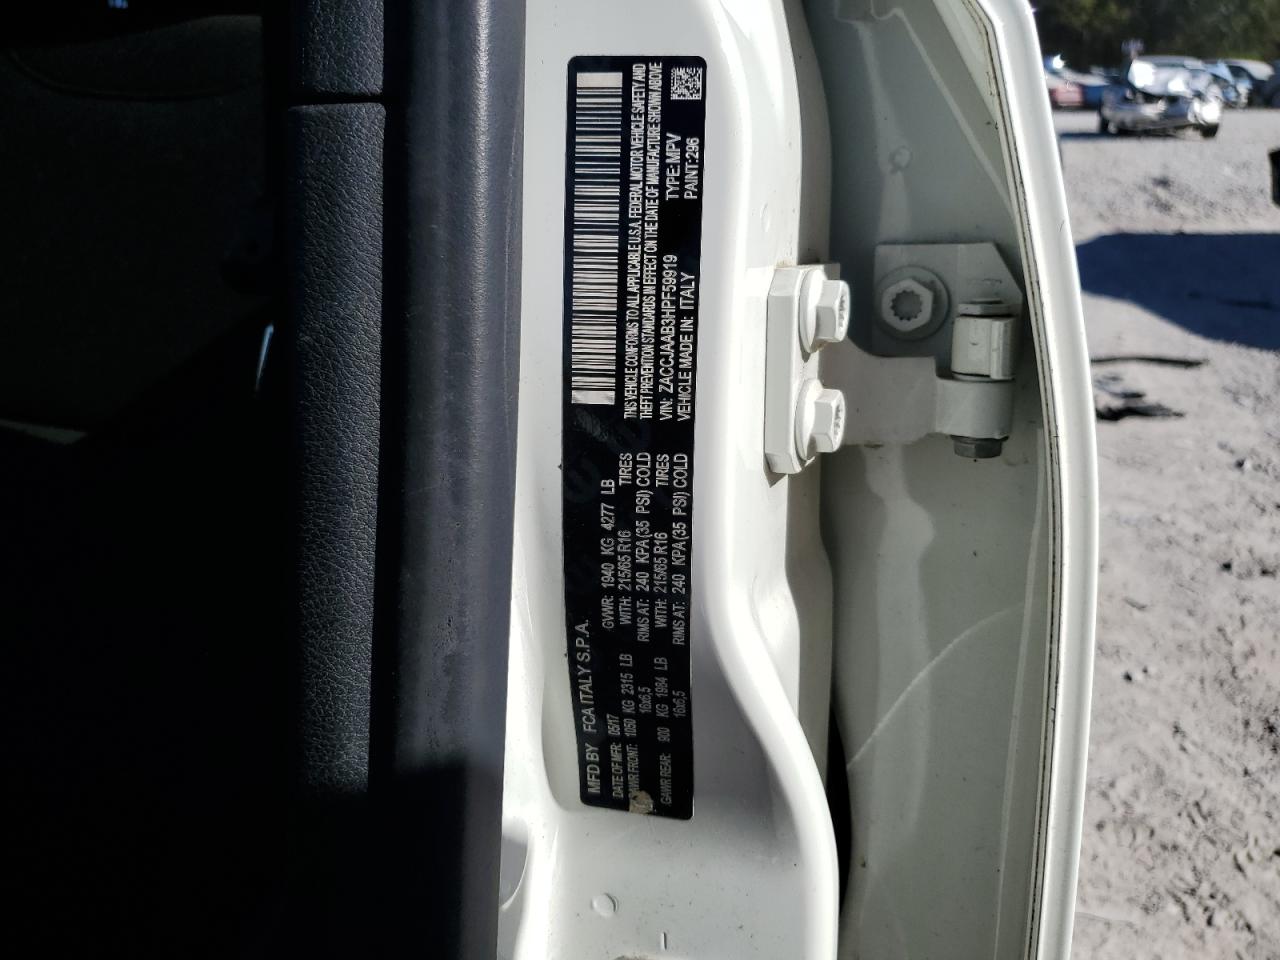 MFD BY FCA ITALY S.P.A.
DATE OF MFR: 05/17 GVWR: 1940 KG 4277 LB
GAWR FRONT: 1050 KG 2315 LB WITH: 215/65 R16 TIRES
16x6,5 RIMS AT: 240 KPA (35 PSI) COLD
GAWR REAR: 900 KG 1984 LB WITH: 215/65 R16 TIRES
16x6,5 RIMS AT: 240 KPA (35 PSI) COLD
THIS VEHICLE CONFORMS TO ALL APPLICABLE U.S.A. FEDERAL MOTOR VEHICLE SAFETY AND
THEFT PREVENTION STANDARDS IN EFFECT ON THE DATE OF MANUFACTURE SHOWN ABOVE
VIN: ZACCJAAB3HPF59919 TYPE: MPV
VEHICLE MADE IN: ITALY PAINT: 296